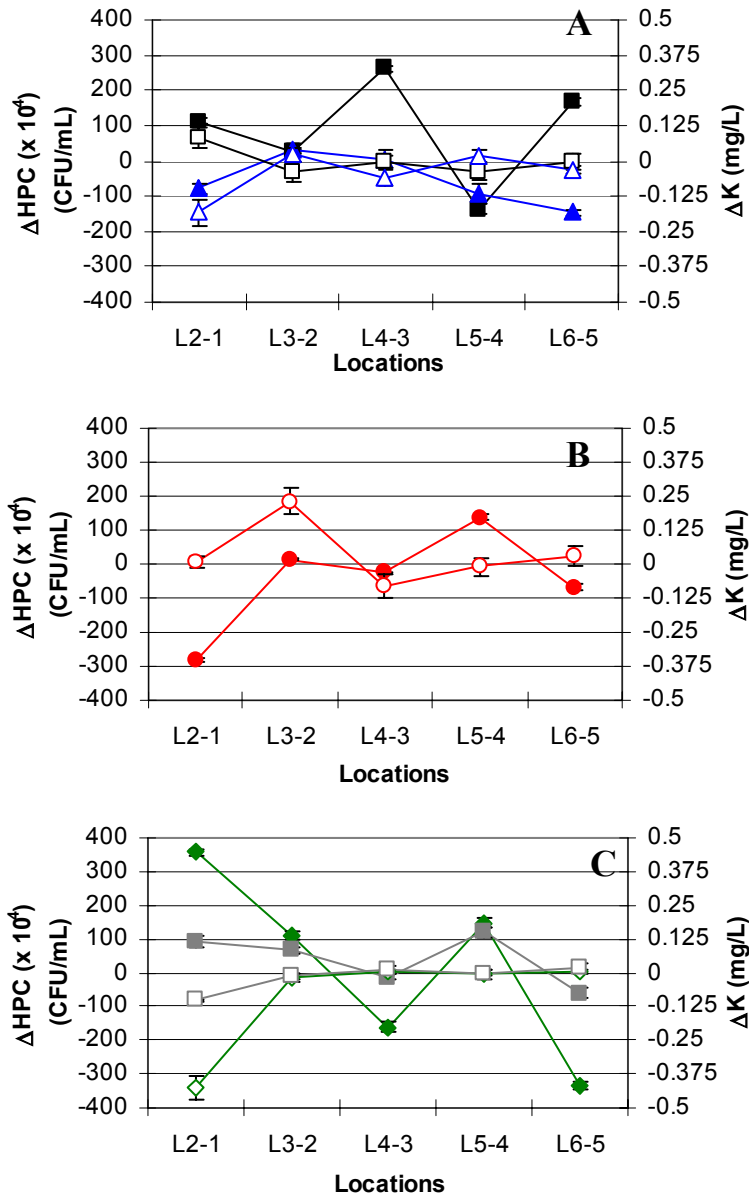 A
400 0.5
300 0.375
200 0.25
100 0.125
0 0
-100 -0.125
-200 -0.25
-300 -0.375
-400 -0.5
ΔHPC (x 10⁴)
(CFU/mL)
ΔK (mg/L)
L2-1 L3-2 L4-3 L5-4 L6-5
Locations
B
400 0.5
300 0.375
200 0.25
100 0.125
0 0
-100 -0.125
-200 -0.25
-300 -0.375
-400 -0.5
ΔHPC (x 10⁴)
(CFU/mL)
ΔK (mg/L)
L2-1 L3-2 L4-3 L5-4 L6-5
Locations
C
400 0.5
300 0.375
200 0.25
100 0.125
0 0
-100 -0.125
-200 -0.25
-300 -0.375
-400 -0.5
ΔHPC (x 10⁴)
(CFU/mL)
ΔK (mg/L)
L2-1 L3-2 L4-3 L5-4 L6-5
Locations